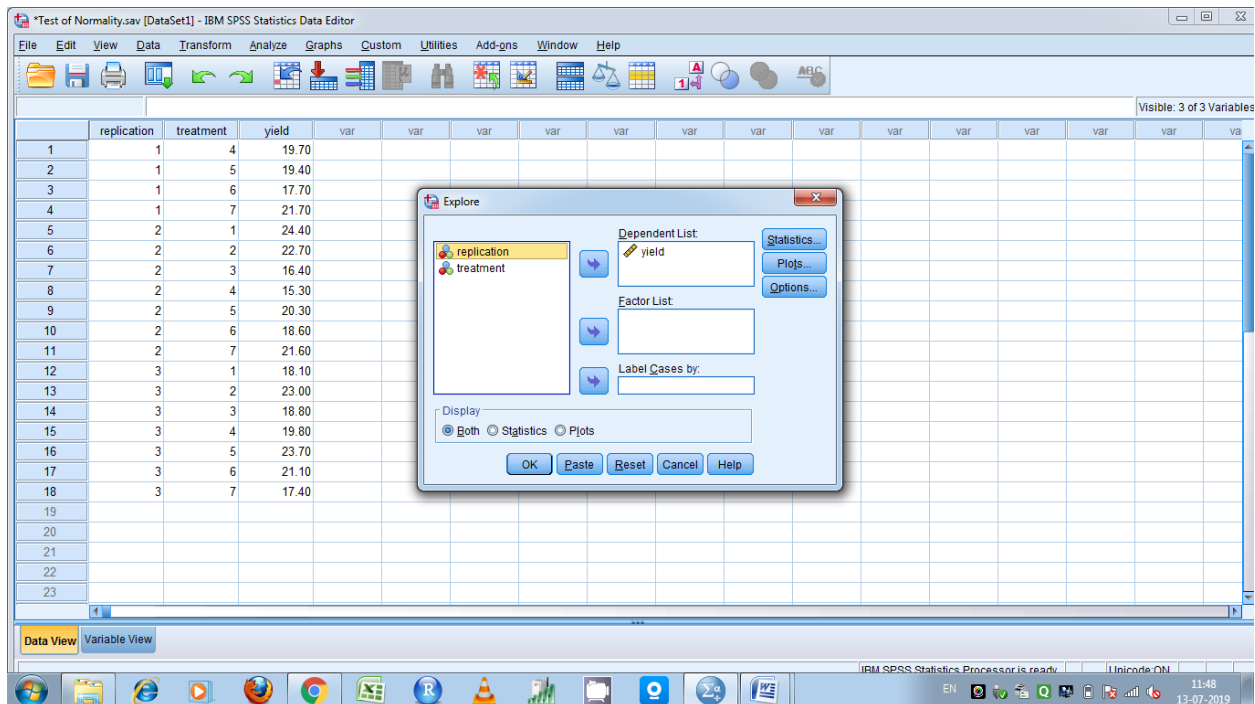 *Test of Normality.sav [DataSet1] - IBM SPSS Statistics Data Editor
File Edit View Data Transform Analyze Graphs Custom Utilities Add-ons Window Help
Visible: 3 of 3 Variables
replication treatment yield var var var var var var var var var var var var var va
1 1 4 19.70
2 1 5 19.40
3 1 6 17.70
4 1 7 21.70
5 2 1 24.40
6 2 2 22.70
7 2 3 16.40
8 2 4 15.30
9 2 5 20.30
10 2 6 18.60
11 2 7 21.60
12 3 1 18.10
13 3 2 23.00
14 3 3 18.80
15 3 4 19.80
16 3 5 23.70
17 3 6 21.10
18 3 7 17.40
19
20
21
22
23
Explore
replication
treatment
Dependent List:
yield
Factor List:
Label Cases by:
Statistics...
Plots...
Options...
Display
Both Statistics Plots
OK Paste Reset Cancel Help
Data View Variable View
IBM SPSS Statistics Processor is ready Unicode:ON
EN 11:48
13-07-2019